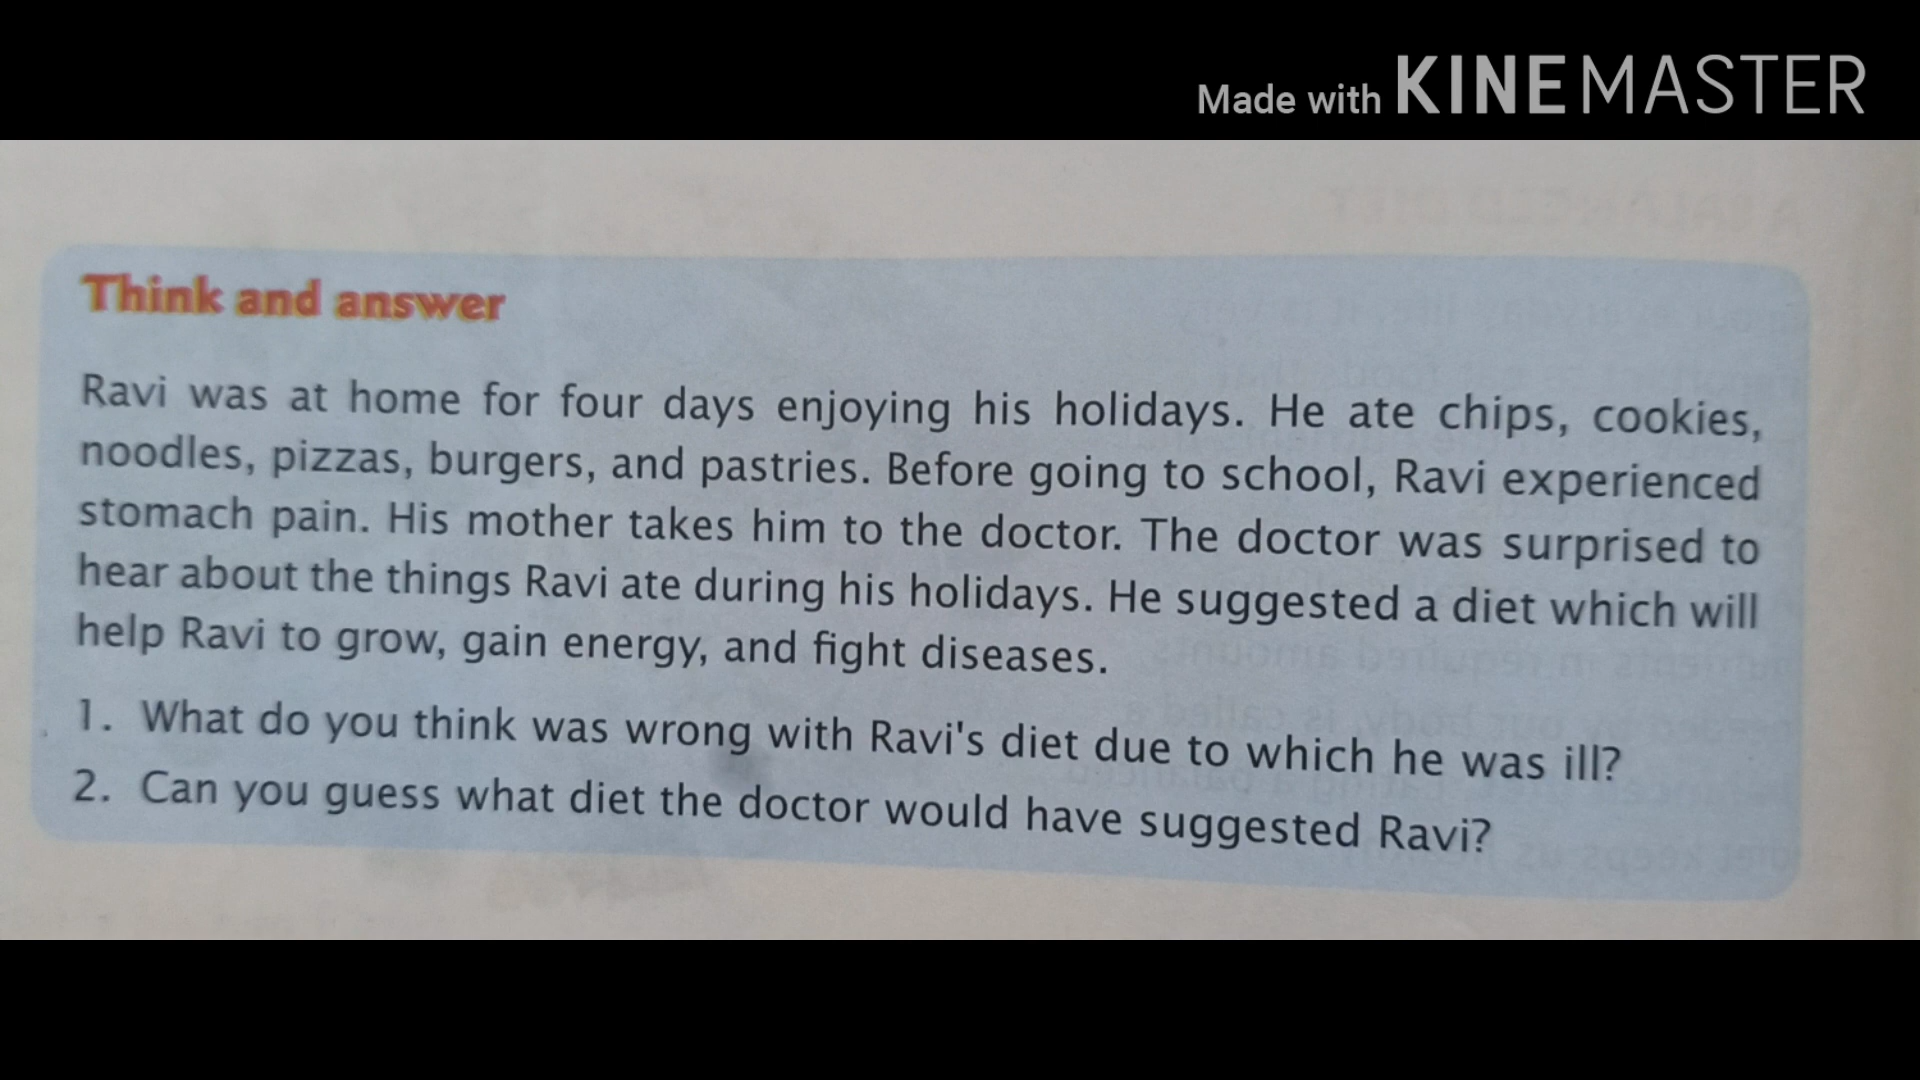 Made with KINEMASTER
Think and answer
Ravi was at home for four days enjoying his holidays. He ate chips, cookies,
noodles, pizzas, burgers, and pastries. Before going to school, Ravi experienced
stomach pain. His mother takes him to the doctor. The doctor was surprised to
hear about the things Ravi ate during his holidays. He suggested a diet which will
help Ravi to grow, gain energy, and fight diseases.
1. What do you think was wrong with Ravi's diet due to which he was ill?
2. Can you guess what diet the doctor would have suggested Ravi?